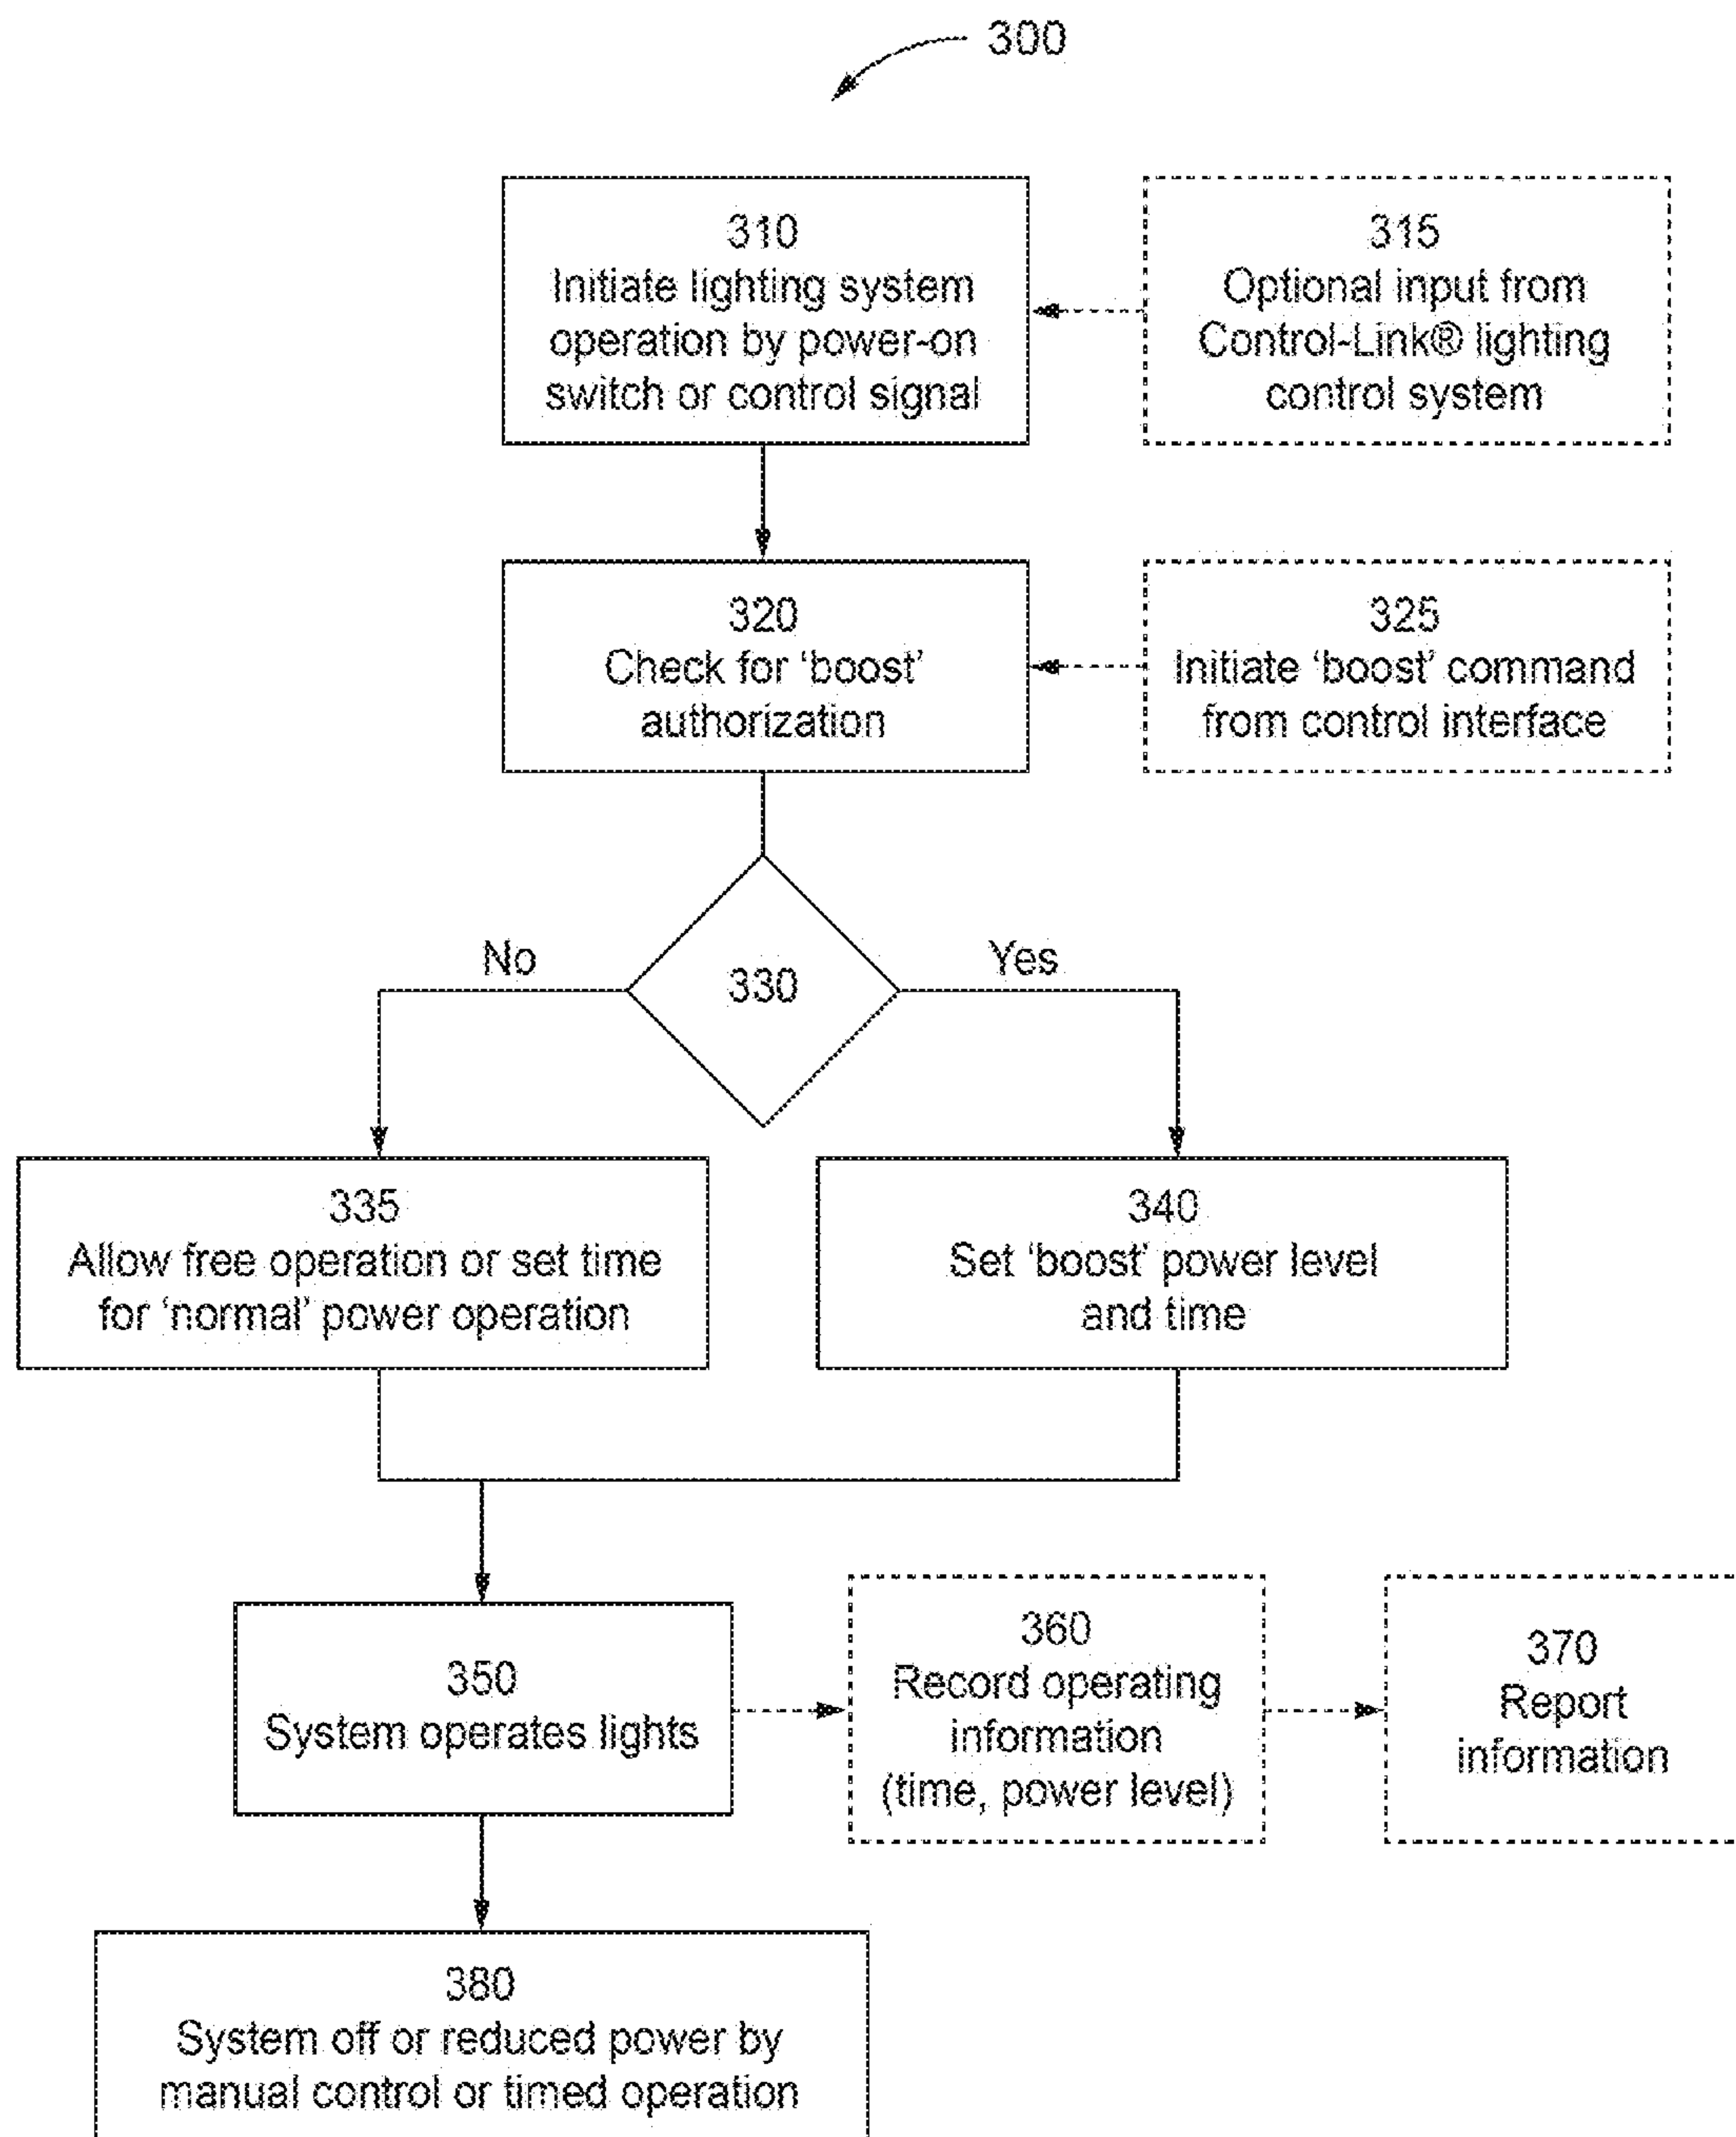 300
310
Initiate lighting system
operation by power-on
switch or control signal
315
Optional input from
Control-Link® lighting
control system
320
Check for ‘boost’
authorization
325
Initiate ‘boost’ command
from control interface
330
No
Yes
335
Allow free operation or set time
for ‘normal’ power operation
340
Set ‘boost’ power level
and time
350
System operates lights
360
Record operating
information
(time, power level)
370
Report
information
380
System off or reduced power by
manual control or timed operation